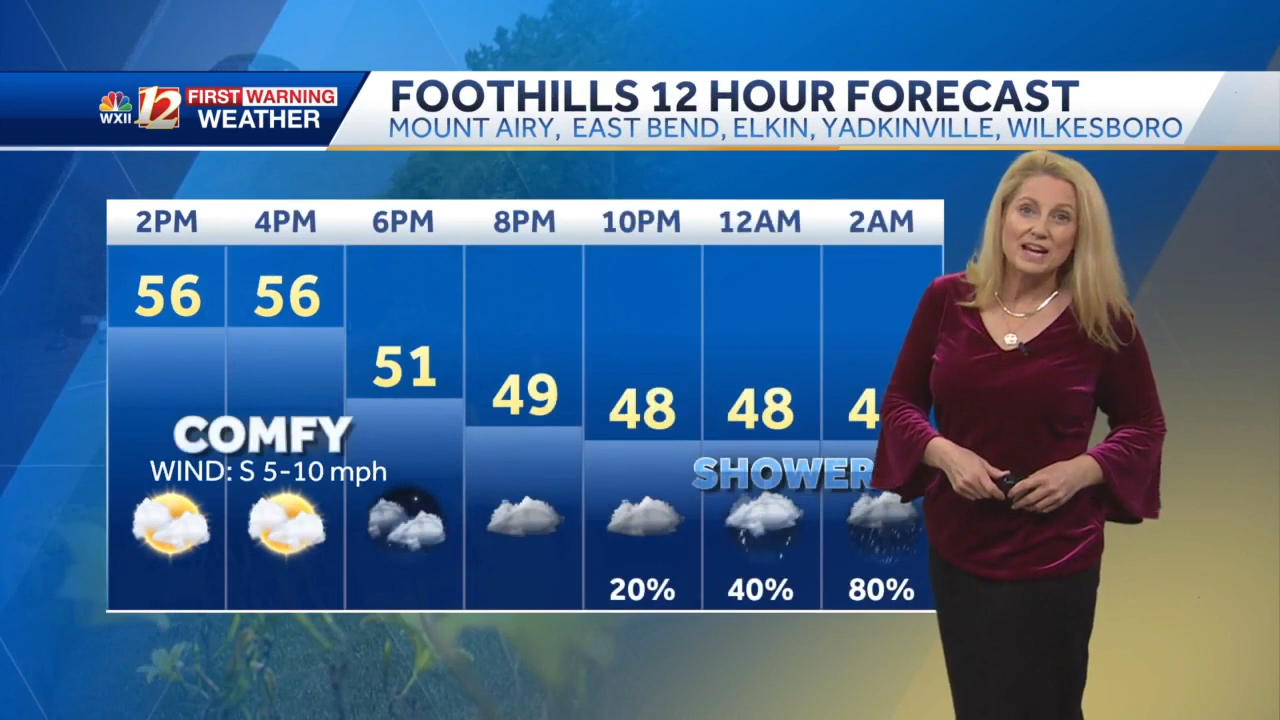 WXII 12 FIRST WARNING
WEATHER
FOOTHILLS 12 HOUR FORECAST
MOUNT AIRY, EAST BEND, ELKIN, YADKINVILLE, WILKESBORO
2PM 4PM 6PM 8PM 10PM 12AM 2AM
56 56 51 49 48 48 4
COMFY
WIND: S 5-10 mph
SHOWER
20% 40% 80%